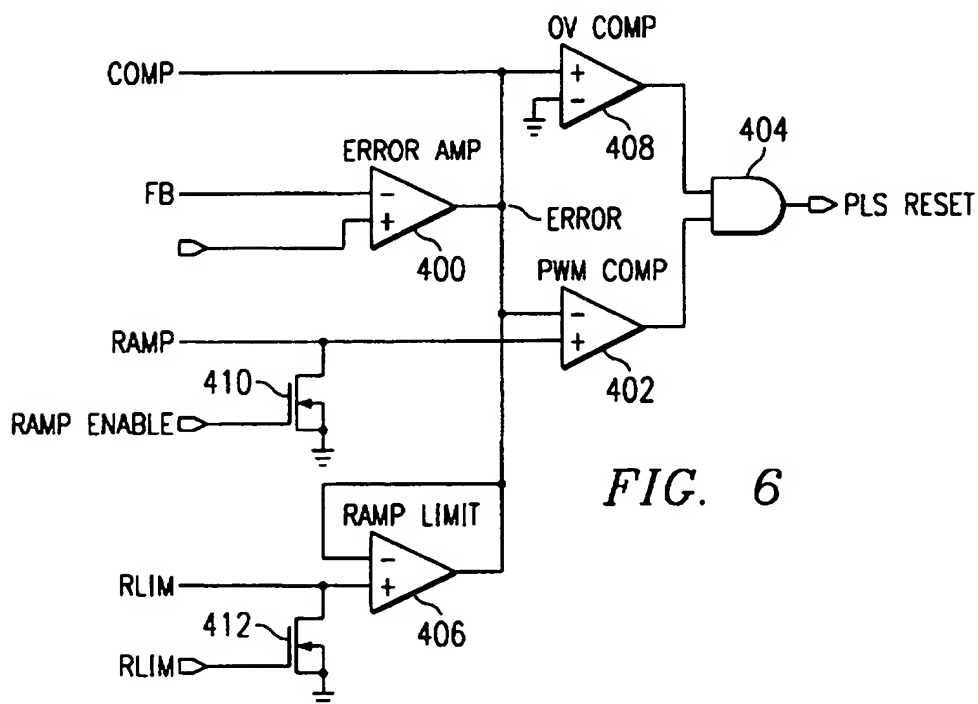 OV COMP
COMP
+
-
408
404
ERROR AMP
FB
-
+
400
ERROR
PLS RESET
PWM COMP
-
+
402
RAMP
410
RAMP ENABLE
FIG. 6
RAMP LIMIT
-
+
406
RLIM
412
RLIM